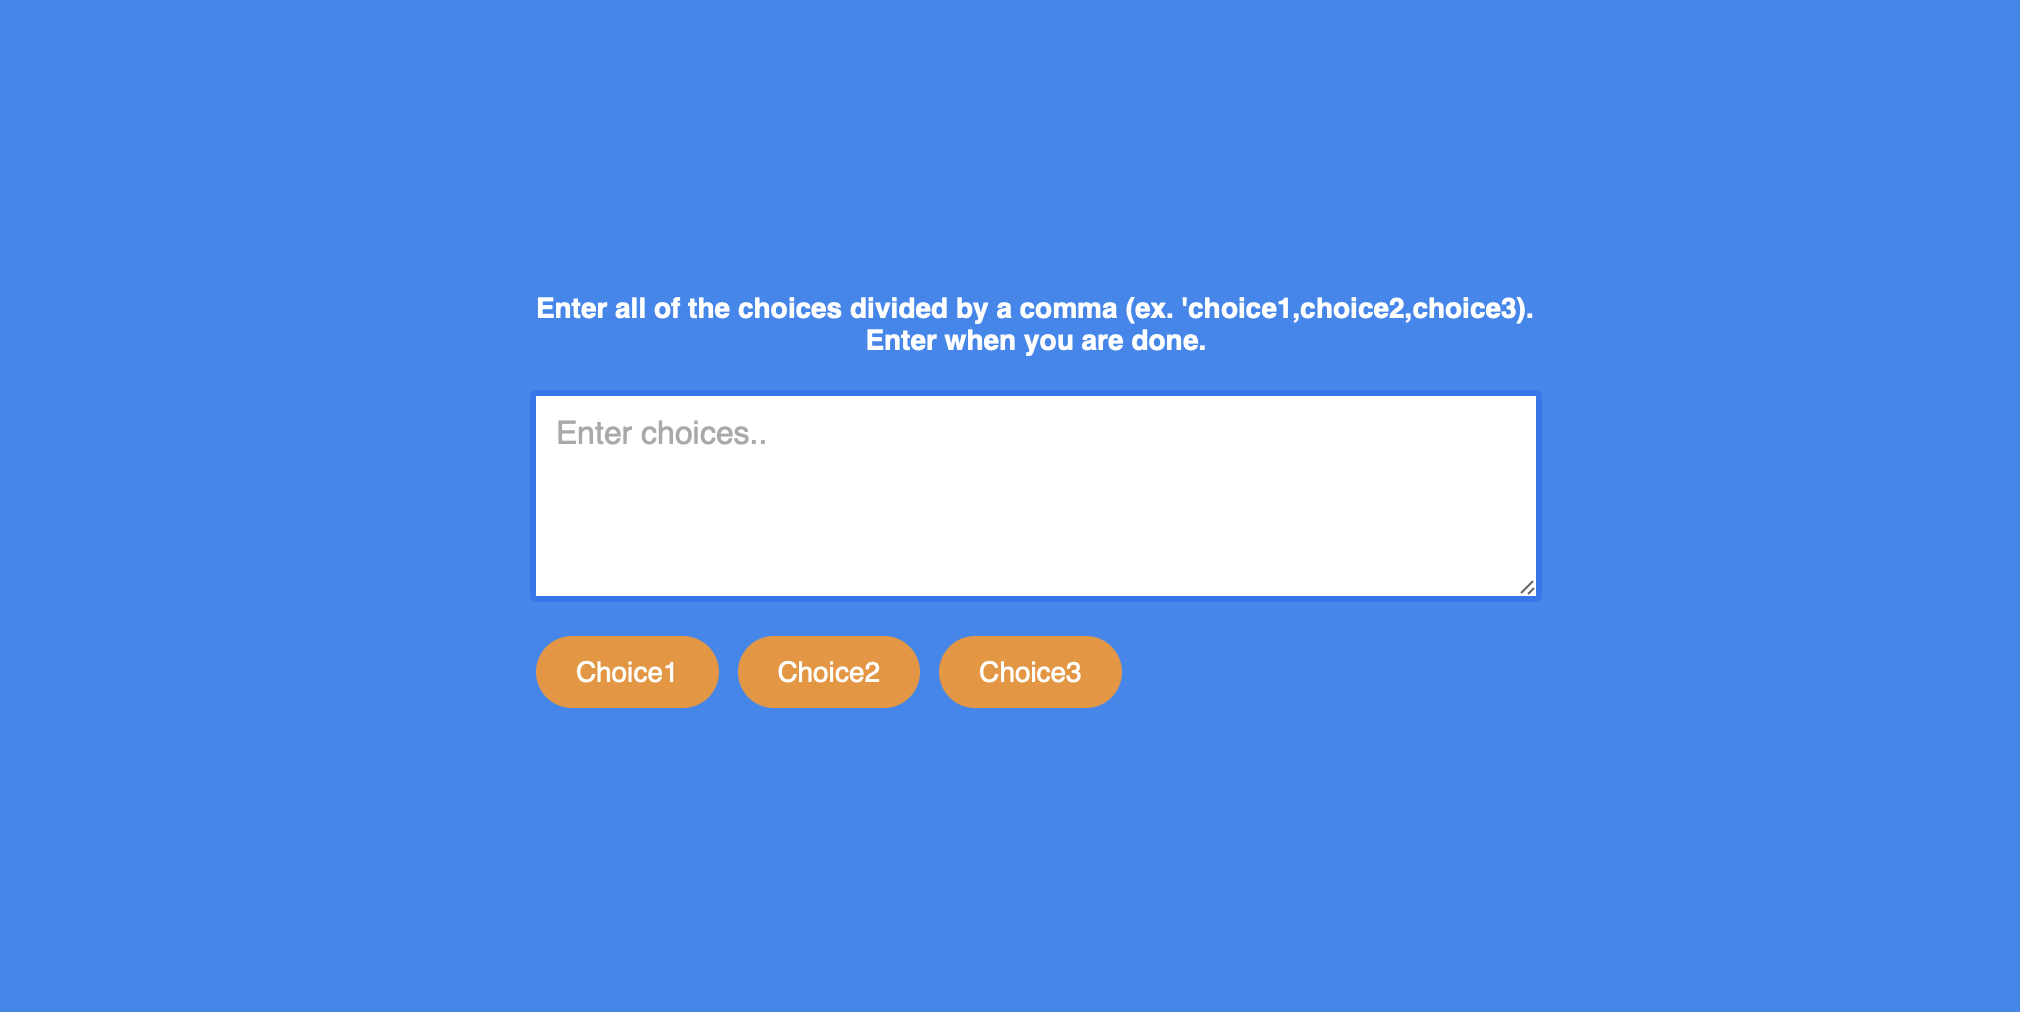 Enter all of the choices divided by a comma (ex. 'choice1,choice2,choice3).
Enter when you are done.
Enter choices..
Choice1 Choice2 Choice3